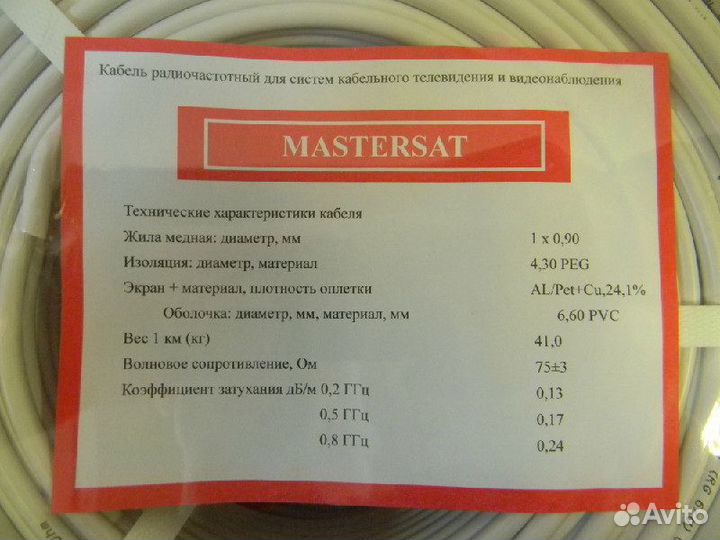 Кабель радиочастотный для систем кабельного телевидения и видеонаблюдения
MASTERSAT
Технические характеристики кабеля
Жила медная: диаметр, мм 1 x 0,90
Изоляция: диаметр, материал 4,30 PEG
Экран + материал, плотность оплетки AL/Pet+Cu,24,1%
Оболочка: диаметр, мм, материал, мм 6,60 PVC
Вес 1 км (кг) 41,0
Волновое сопротивление, Ом 75±3
Коэффициент затухания дБ/м 0,2 ГГц 0,13
0,5 ГГц 0,17
0,8 ГГц 0,24
(RG
Avito